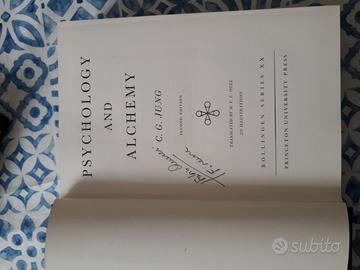 PSYCHOLOGY
AND
ALCHEMY
C. G. JUNG
SECOND EDITION
TRANSLATED BY R. F. C. HULL
270 ILLUSTRATIONS
BOLLINGEN SERIES XX
PRINCETON UNIVERSITY PRESS
subito